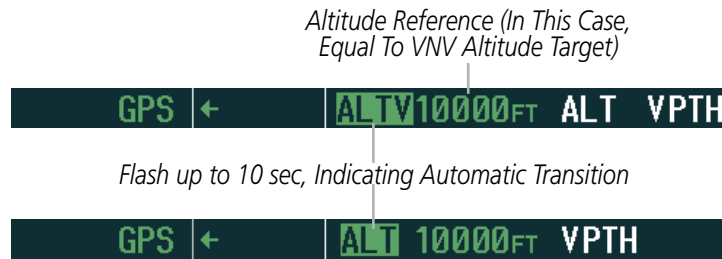 Altitude Reference (In This Case,
Equal To VNV Altitude Target)
GPS ← ALTV 10000FT ALT VPTH
Flash up to 10 sec, Indicating Automatic Transition
GPS ← ALT 10000FT VPTH